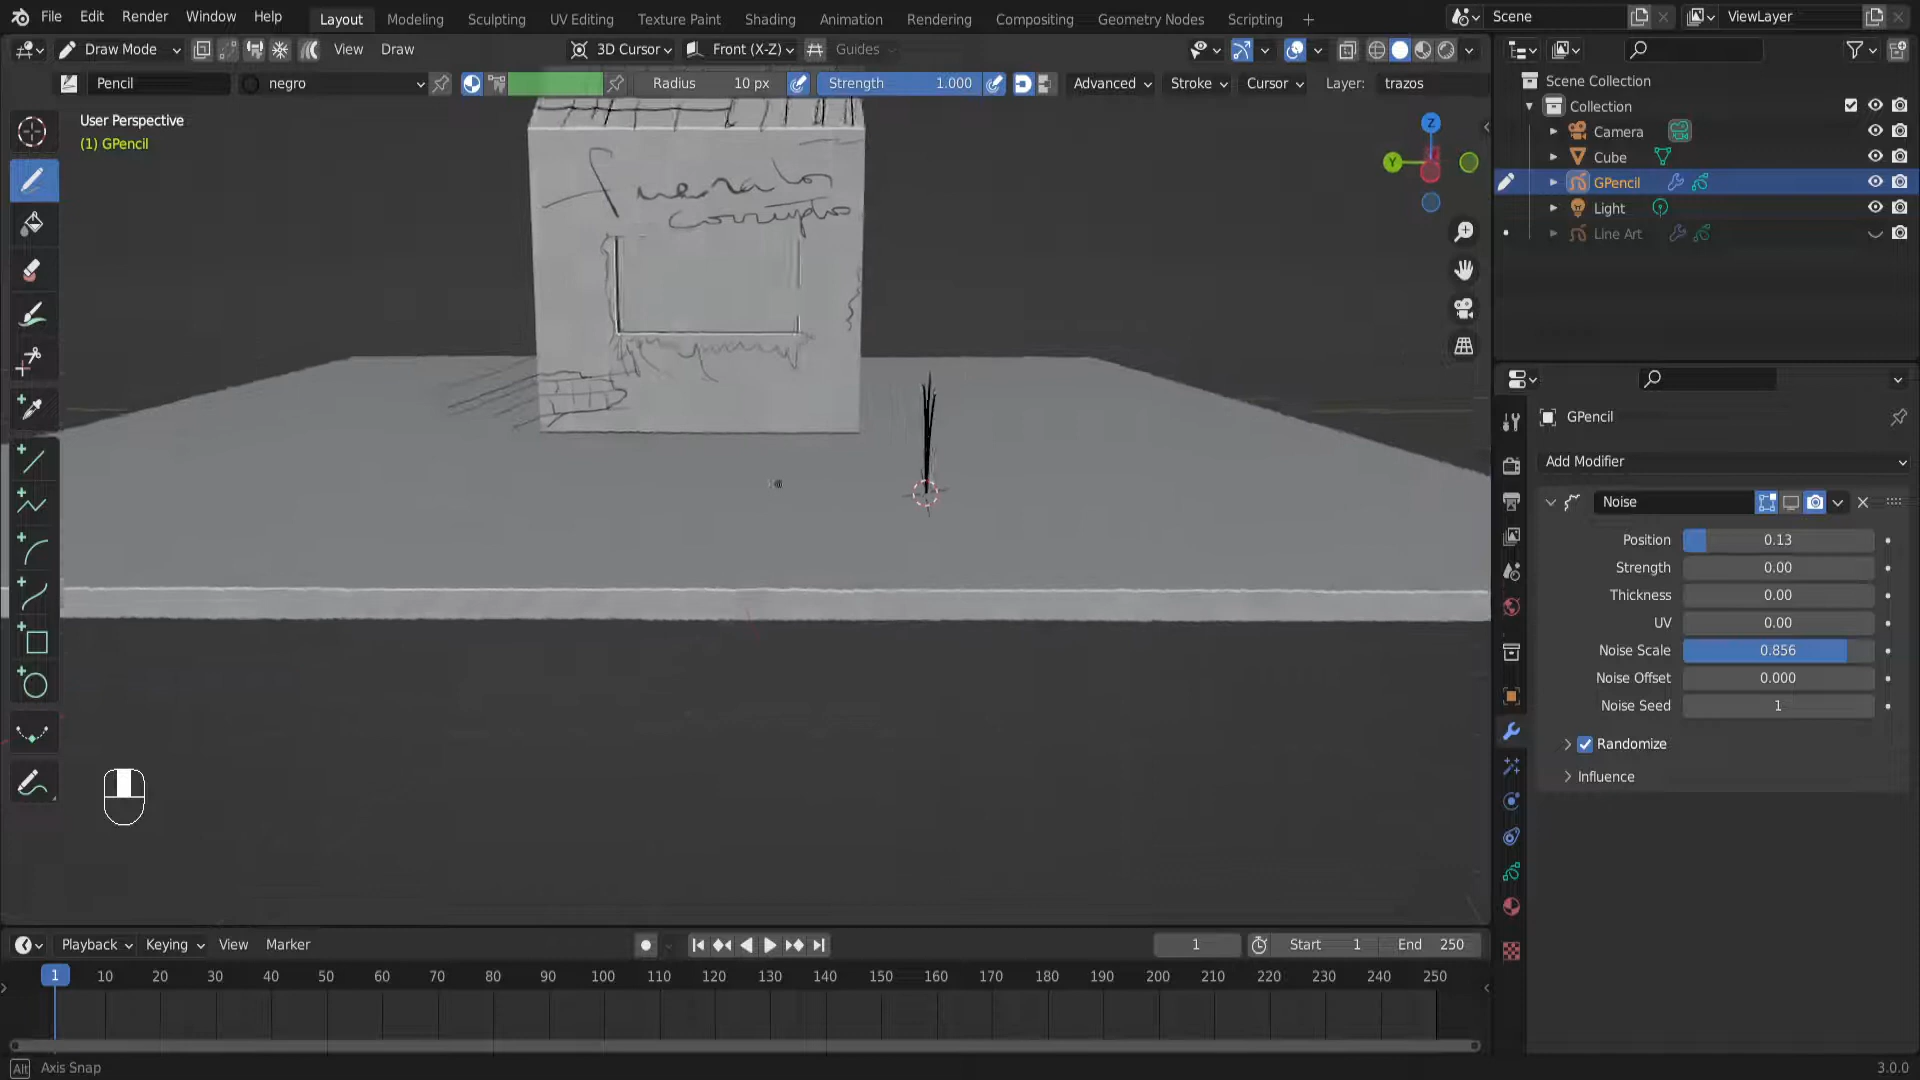 File Edit Render Window Help Layout Modeling Sculpting UV Editing Texture Paint Shading Animation Rendering Compositing Geometry Nodes Scripting + Scene ViewLayer
Draw Mode View Draw 3D Cursor Front (X-Z) Guides
Pencil negro Radius 10 px Strength 1.000 Advanced Stroke Cursor Layer: trazos
User Perspective
(1) GPencil
Z
Y
fuera los
corruptos
Scene Collection
Collection
Camera
Cube
GPencil
Light
Line Art
GPencil
Add Modifier
Noise
Position 0.13
Strength 0.00
Thickness 0.00
UV 0.00
Noise Scale 0.856
Noise Offset 0.000
Noise Seed 1
Randomize
Influence
Playback Keying View Marker 1 Start 1 End 250
1 10 20 30 40 50 60 70 80 90 100 110 120 130 140 150 160 170 180 190 200 210 220 230 240 250
Alt Axis Snap 3.0.0